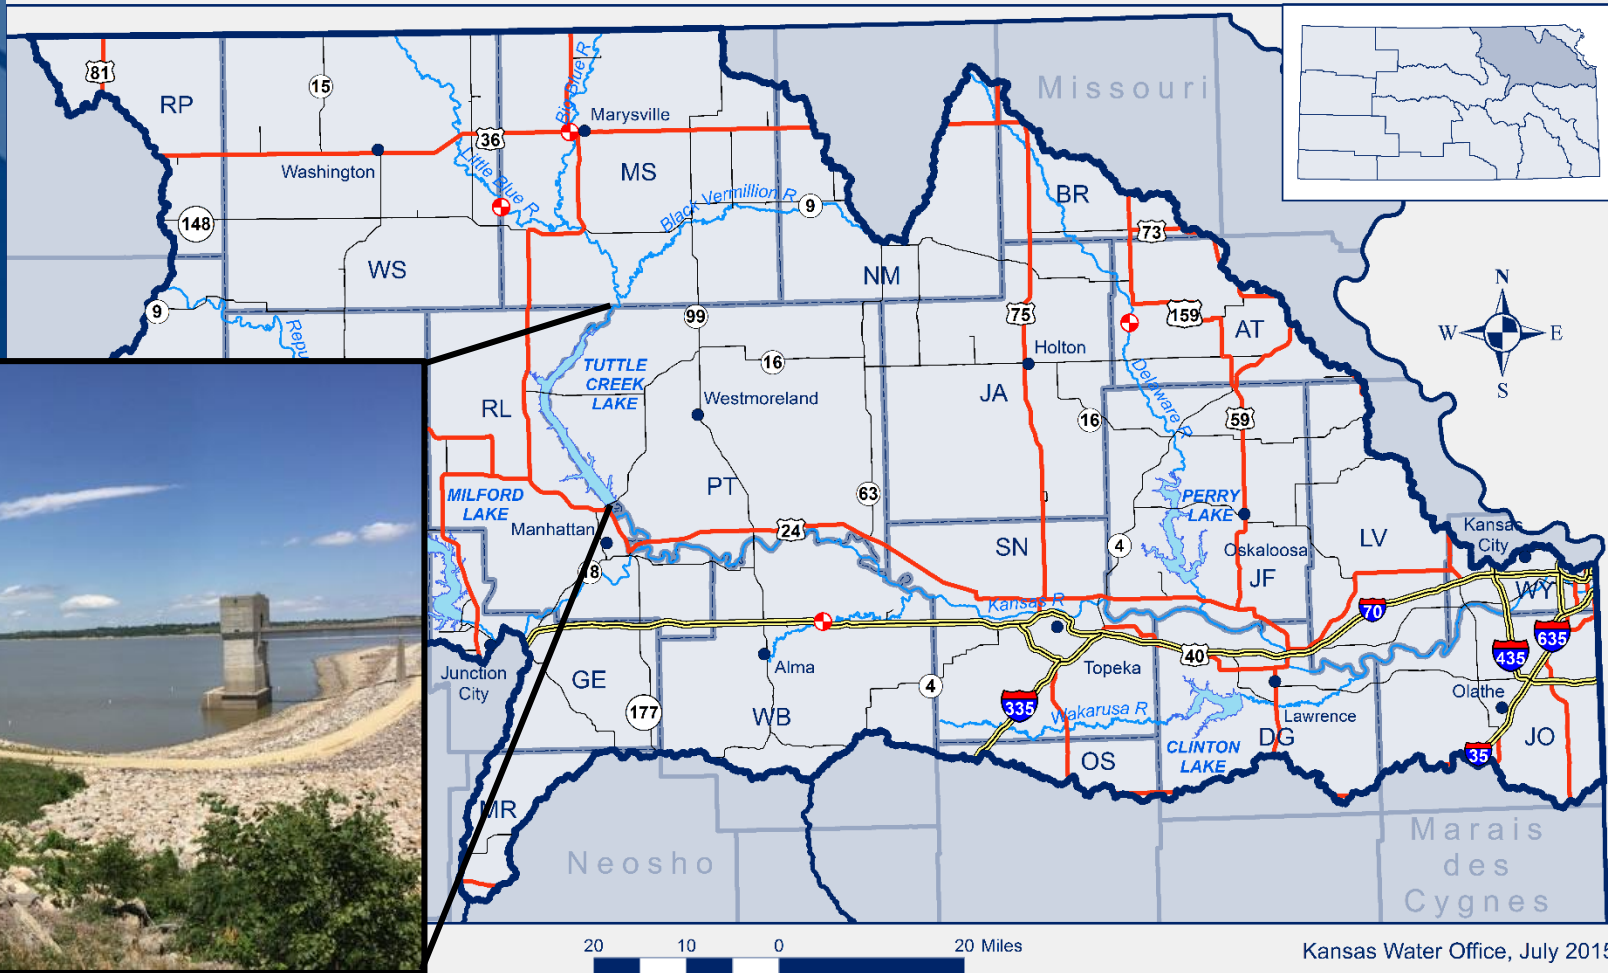 81
15
RP
Big Blue R
Marysville
36
Washington
Little Blue R
MS
Black Vermillion R
9
148
WS
9
NM
Missouri
BR
73
75
159
AT
N
W
E
S
99
16
TUTTLE
CREEK
LAKE
Westmoreland
RL
Holton
JA
16
Delaware R
59
PT
63
MILFORD
LAKE
Manhattan
24
SN
4
PERRY
LAKE
Oskaloosa
JF
LV
Kansas
City
WY
18
Kansas R
70
635
435
Junction
City
GE
177
Alma
WB
4
335
Topeka
40
Wakarusa R
CLINTON
LAKE
Lawrence
DG
Olathe
35
JO
OS
MR
Neosho
Marais
des
Cygnes
20 10 0 20 Miles
Kansas Water Office, July 2015